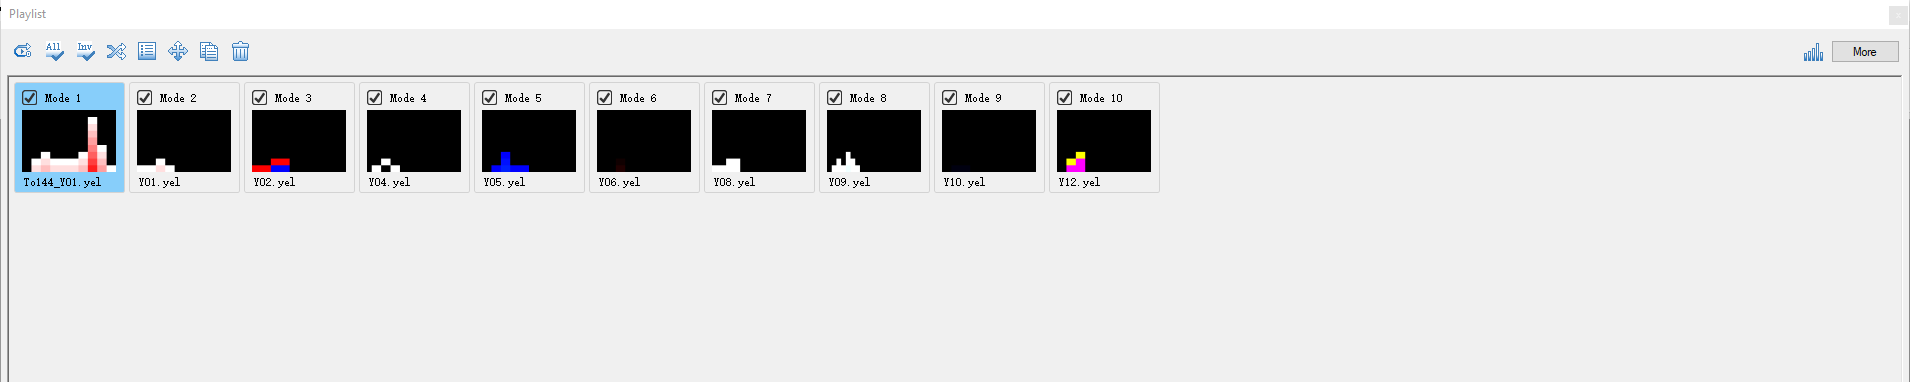 Playlist
All Inv More
Mode 1 Mode 2 Mode 3 Mode 4 Mode 5 Mode 6 Mode 7 Mode 8 Mode 9 Mode 10
To144_Y01.yel Y01.yel Y02.yel Y04.yel Y05.yel Y06.yel Y08.yel Y09.yel Y10.yel Y12.yel